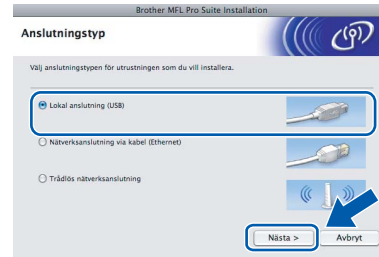 Brother MFL Pro Suite Installation
Anslutningstyp
Välj anslutningstypen för utrustningen som du vill installera.
Lokal anslutning (USB)
Nätverksanslutning via kabel (Ethernet)
Trådlös nätverksanslutning
Nästa >
Avbryt